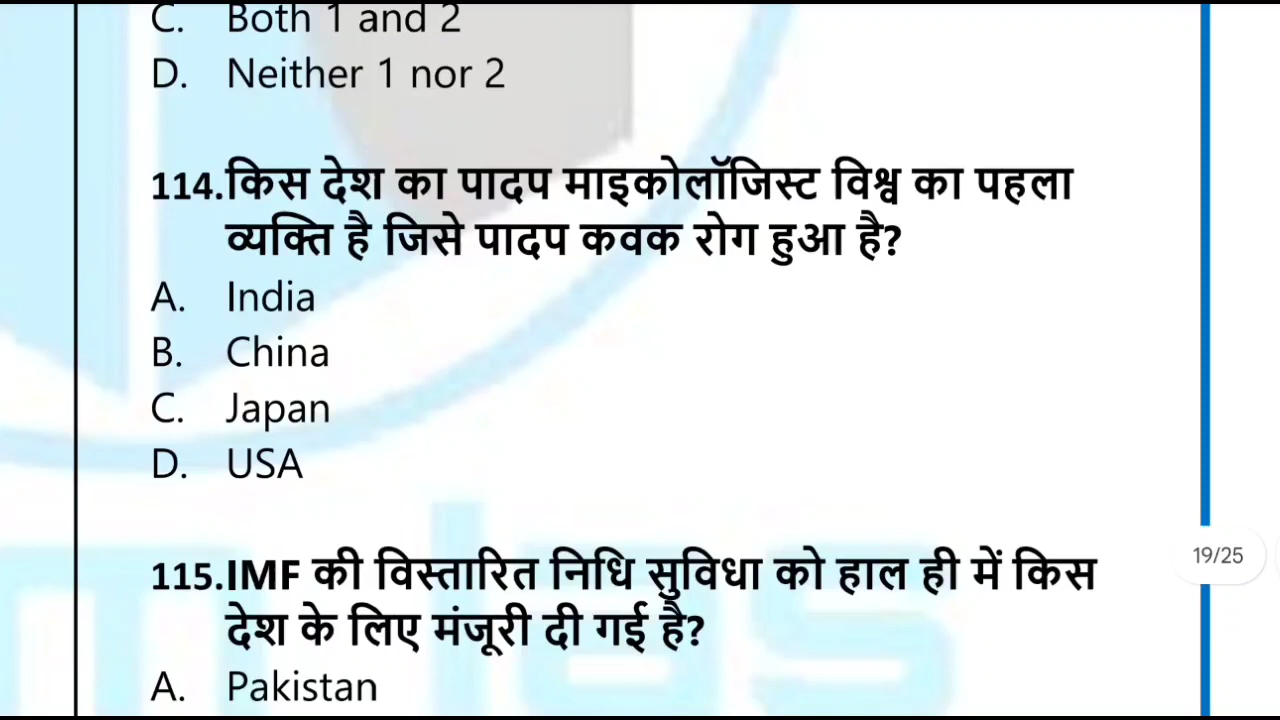 C. Both 1 and 2
D. Neither 1 nor 2
114.किस देश का पादप माइकोलॉजिस्ट विश्व का पहला
व्यक्ति है जिसे पादप कवक रोग हुआ है?
A. India
B. China
C. Japan
D. USA
115.IMF की विस्तारित निधि सुविधा को हाल ही में किस
देश के लिए मंजूरी दी गई है?
A. Pakistan
19/25